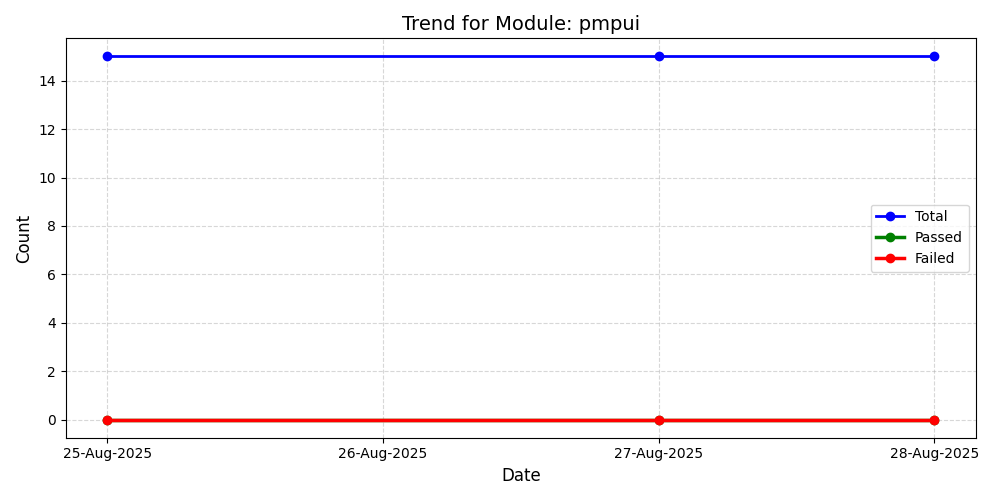 Trend for Module: pmpui
Count
14
12
10
8
6
4
2
0
Total
Passed
Failed
25-Aug-2025
26-Aug-2025
27-Aug-2025
28-Aug-2025
Date